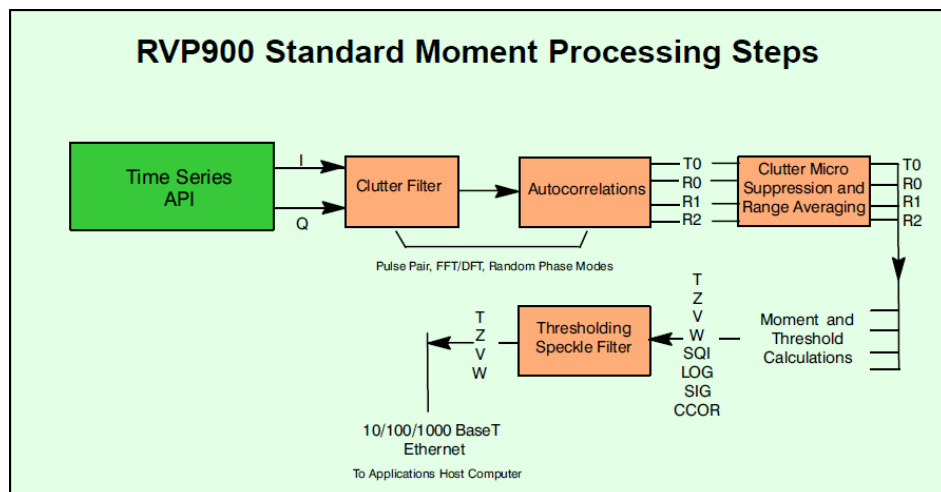 RVP900 Standard Moment Processing Steps
Time Series
API
I
Q
Clutter Filter
Autocorrelations
T0
R0
R1
R2
Clutter Micro
Suppression and
Range Averaging
T0
R0
R1
R2
Pulse Pair, FFT/DFT, Random Phase Modes
Moment and
Threshold
Calculations
T
Z
V
W
SQI
LOG
SIG
CCOR
Thresholding
Speckle Filter
T
Z
V
W
10/100/1000 BaseT
Ethernet
To Applications Host Computer